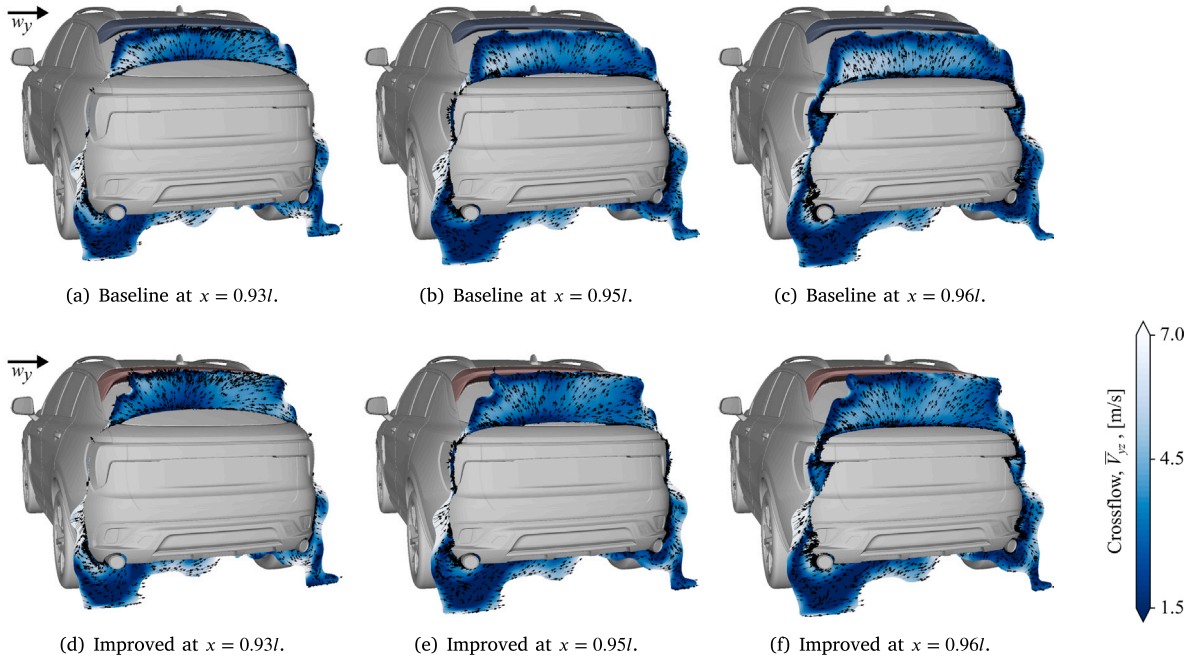 w_y
(a) Baseline at x = 0.93l.
(b) Baseline at x = 0.95l.
(c) Baseline at x = 0.96l.
w_y
(d) Improved at x = 0.93l.
(e) Improved at x = 0.95l.
(f) Improved at x = 0.96l.
7.0
4.5
1.5
Crossflow, V̅_yz, [m/s]